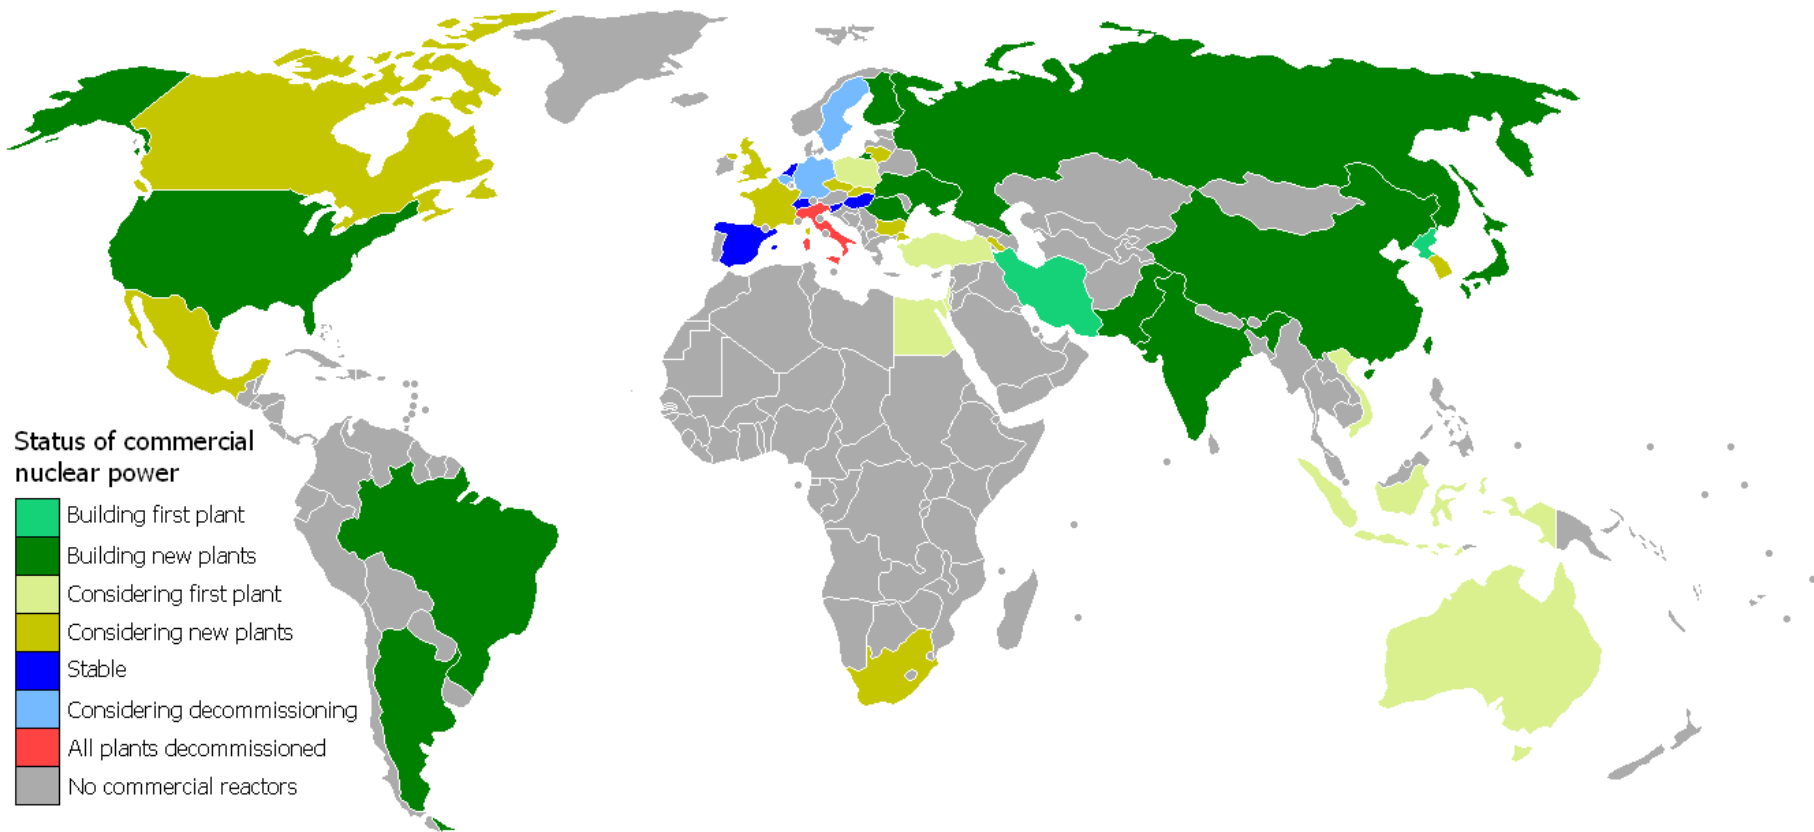 Status of commercial
nuclear power
Building first plant
Building new plants
Considering first plant
Considering new plants
Stable
Considering decommissioning
All plants decommissioned
No commercial reactors